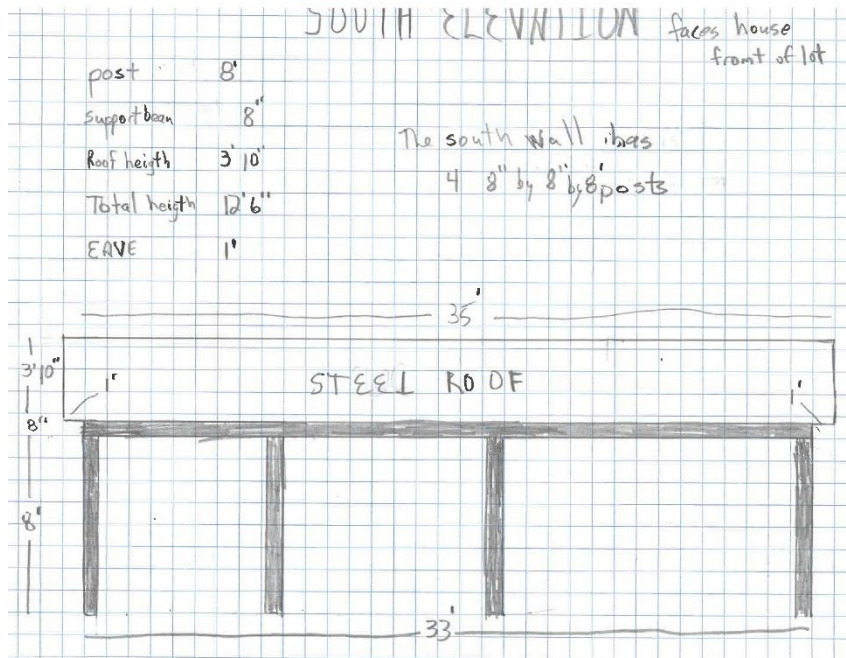 SOUTH ELEVATION
faces house
front of lot
post 8'
support beam 8"
Roof heigth 3' 10"
Total heigth 12' 6"
EAVE 1'
The south wall has
4 8" by 8" by 8' posts
35'
3'10"
1'
STEEL ROOF
1'
8"
8'
33'